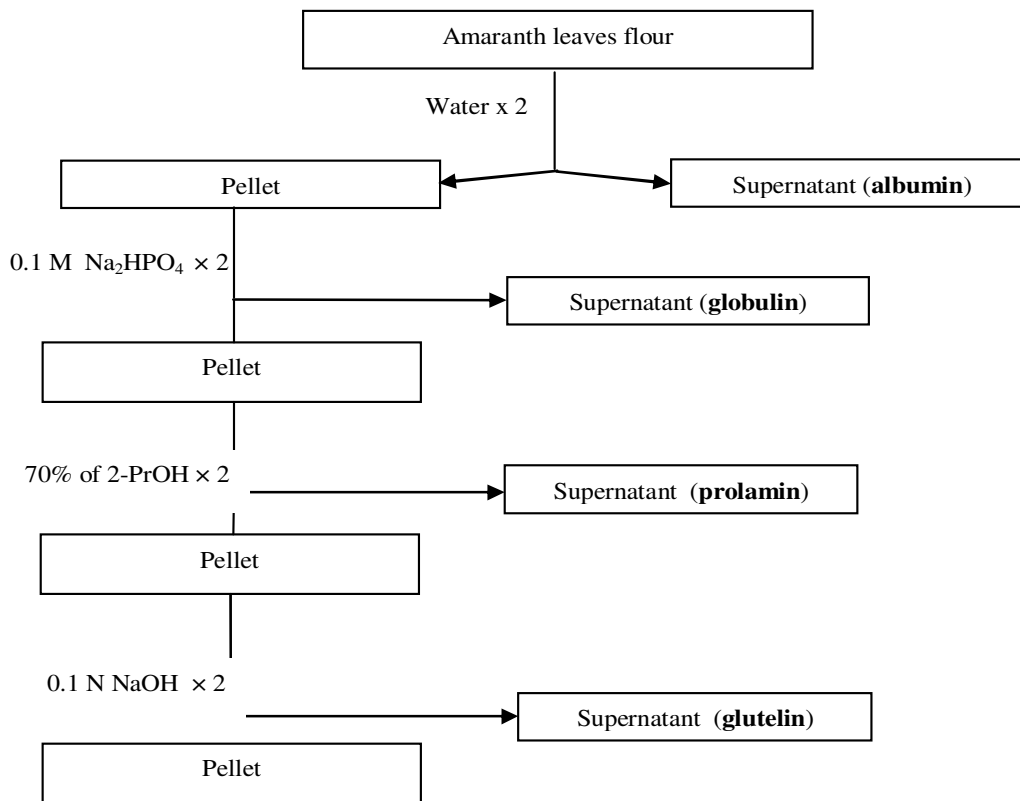 Amaranth leaves flour
Water x 2
Pellet
Supernatant (albumin)
0.1 M Na₂HPO₄ × 2
Supernatant (globulin)
Pellet
70% of 2-PrOH × 2
Supernatant (prolamin)
Pellet
0.1 N NaOH × 2
Supernatant (glutelin)
Pellet